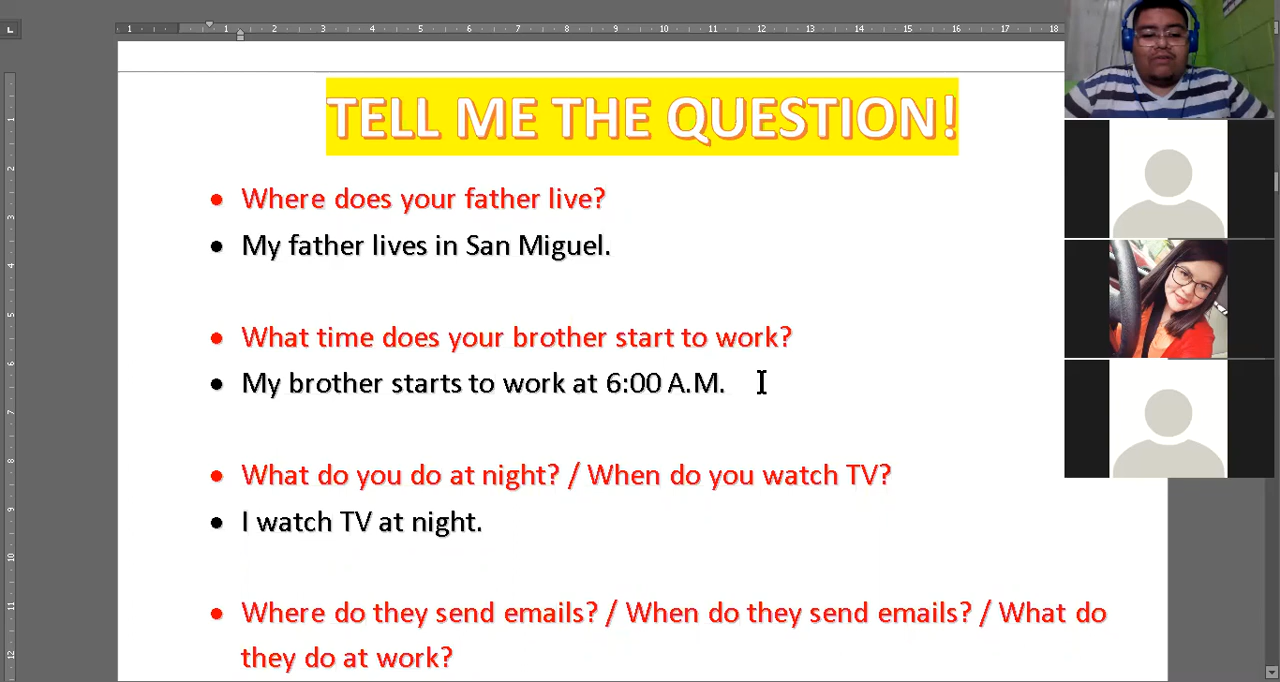 TELL ME THE QUESTION!
Where does your father live?
My father lives in San Miguel.
What time does your brother start to work?
My brother starts to work at 6:00 A.M.
What do you do at night? / When do you watch TV?
I watch TV at night.
Where do they send emails? / When do they send emails? / What do
they do at work?